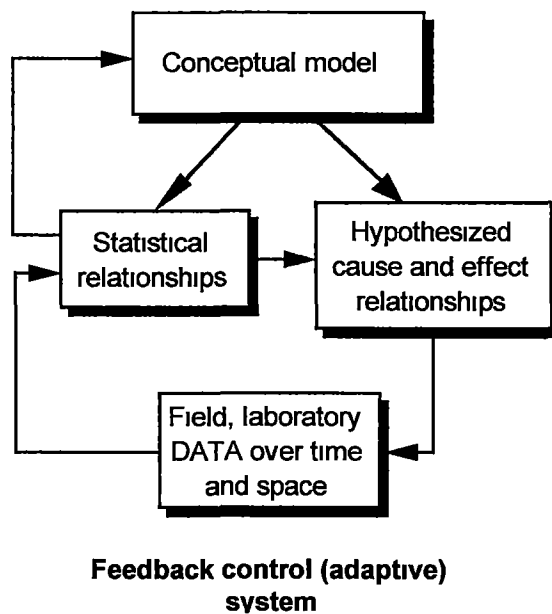 Conceptual model
Statistical
relationships
Hypothesized
cause and effect
relationships
Field, laboratory
DATA over time
and space
Feedback control (adaptive)
system